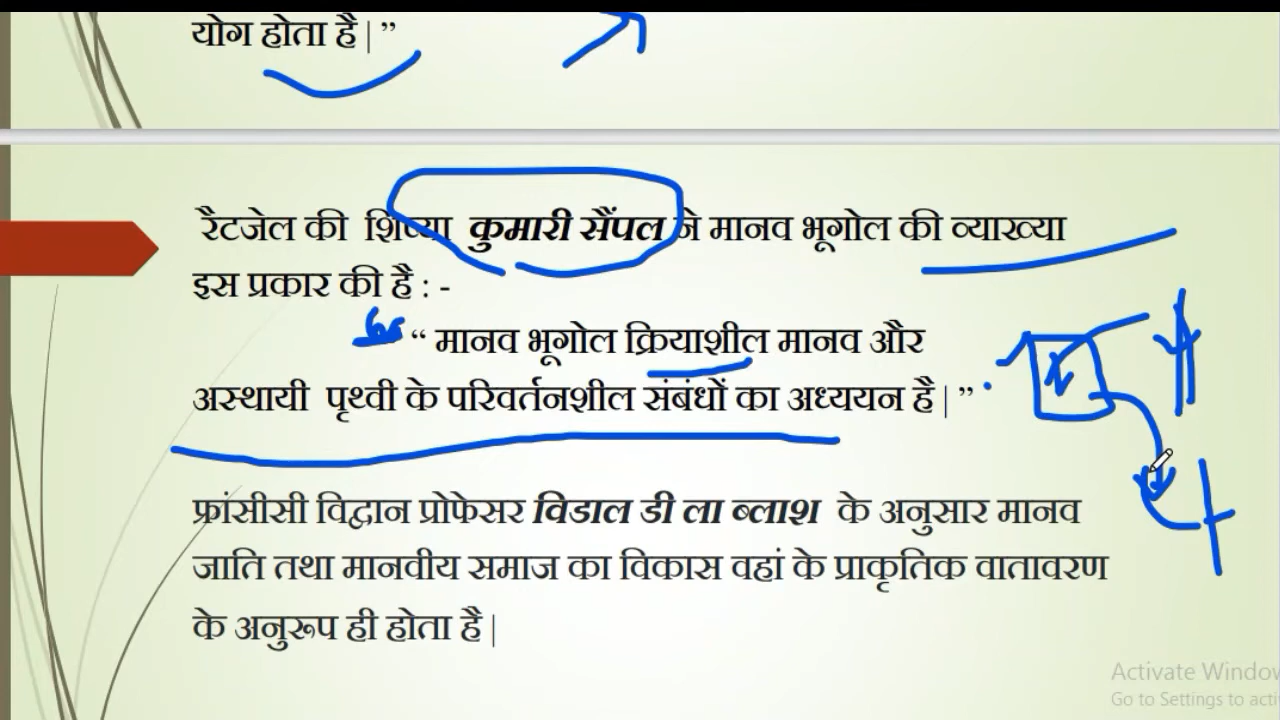 योग होता है | ”
रैटजेल की शिष्या कुमारी सैंपल ने मानव भूगोल की व्याख्या
इस प्रकार की है : -
“ मानव भूगोल क्रियाशील मानव और
अस्थायी पृथ्वी के परिवर्तनशील संबंधों का अध्ययन है | ”
फ्रांसीसी विद्वान प्रोफेसर विडाल डी ला ब्लाश के अनुसार मानव
जाति तथा मानवीय समाज का विकास वहां के प्राकृतिक वातावरण
के अनुरूप ही होता है |
Activate Window
Go to Settings to acti